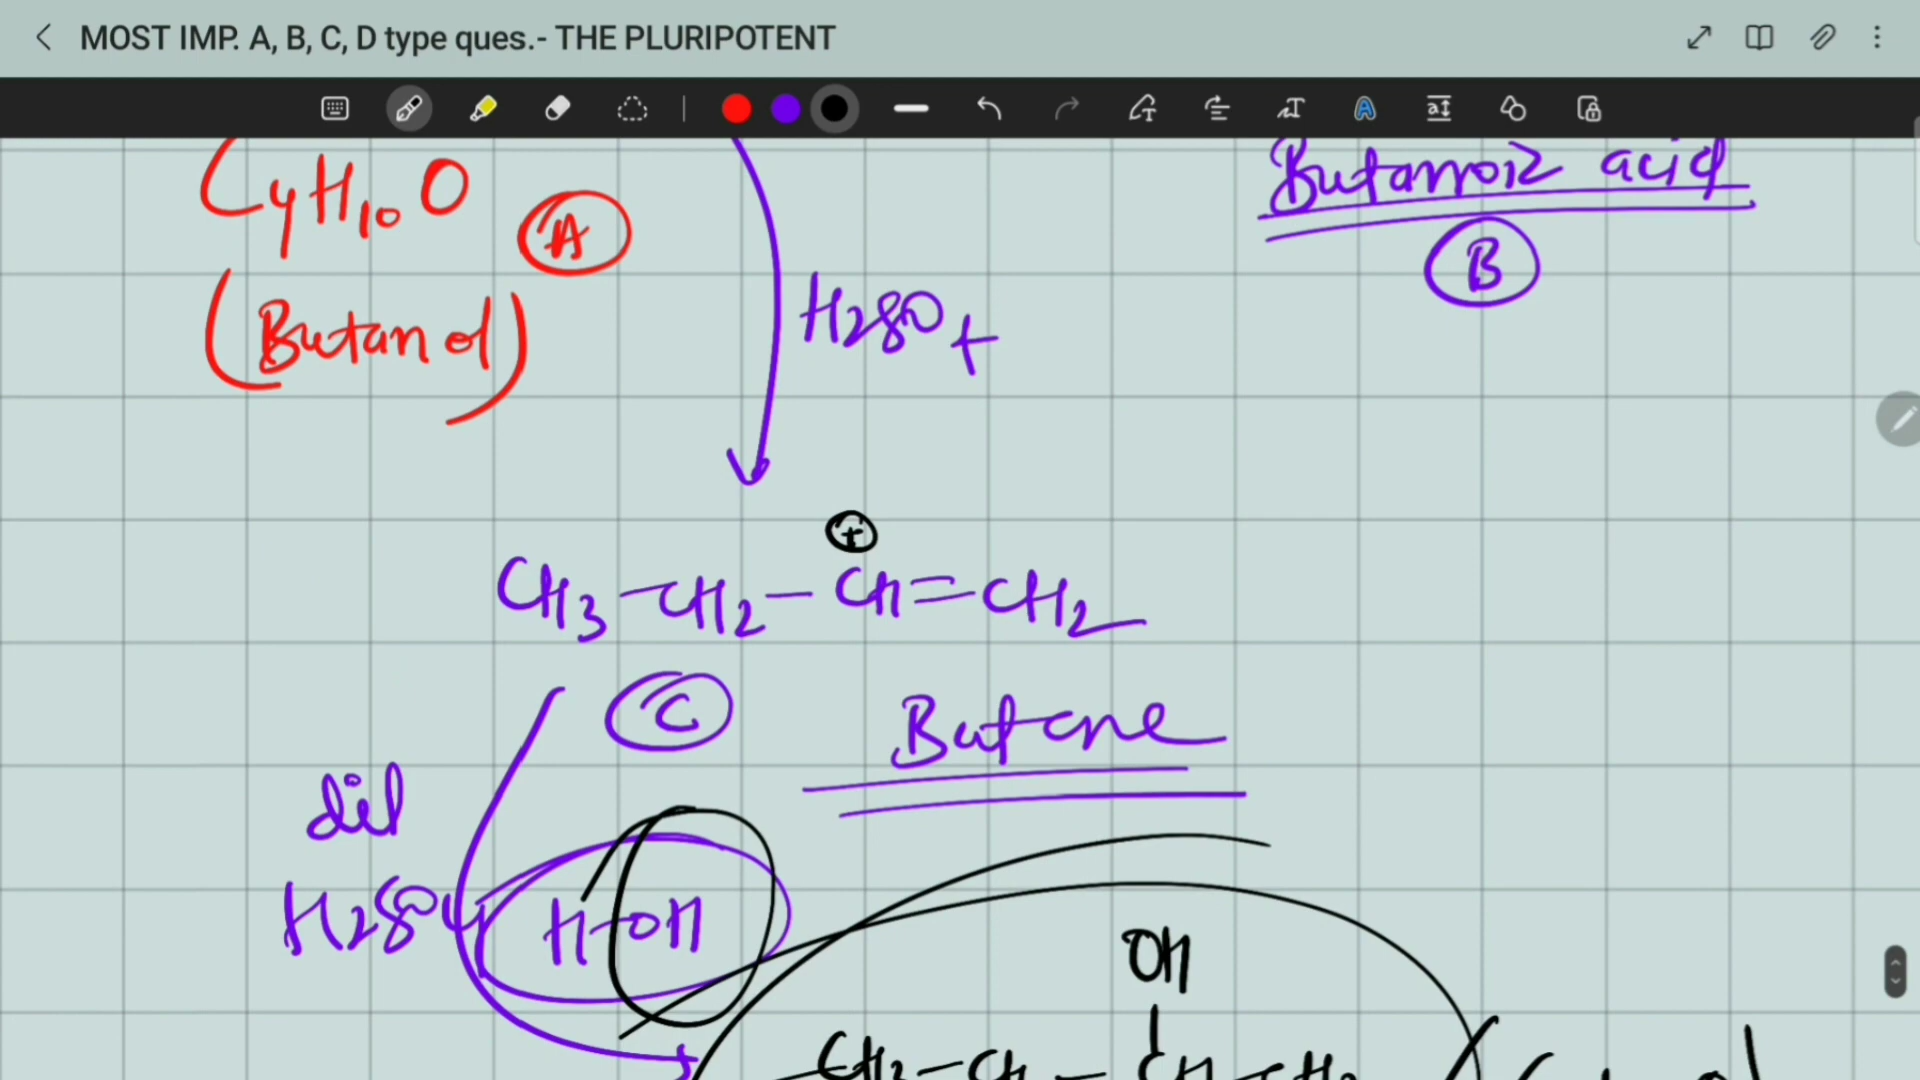 MOST IMP. A, B, C, D type ques.- THE PLURIPOTENT
C4H10O
A
(Butanol)
H2SO4
Butanoic acid
B
+
CH3-CH2-CH=CH2
C
Butene
dil
H2SO4
H-OH
OH